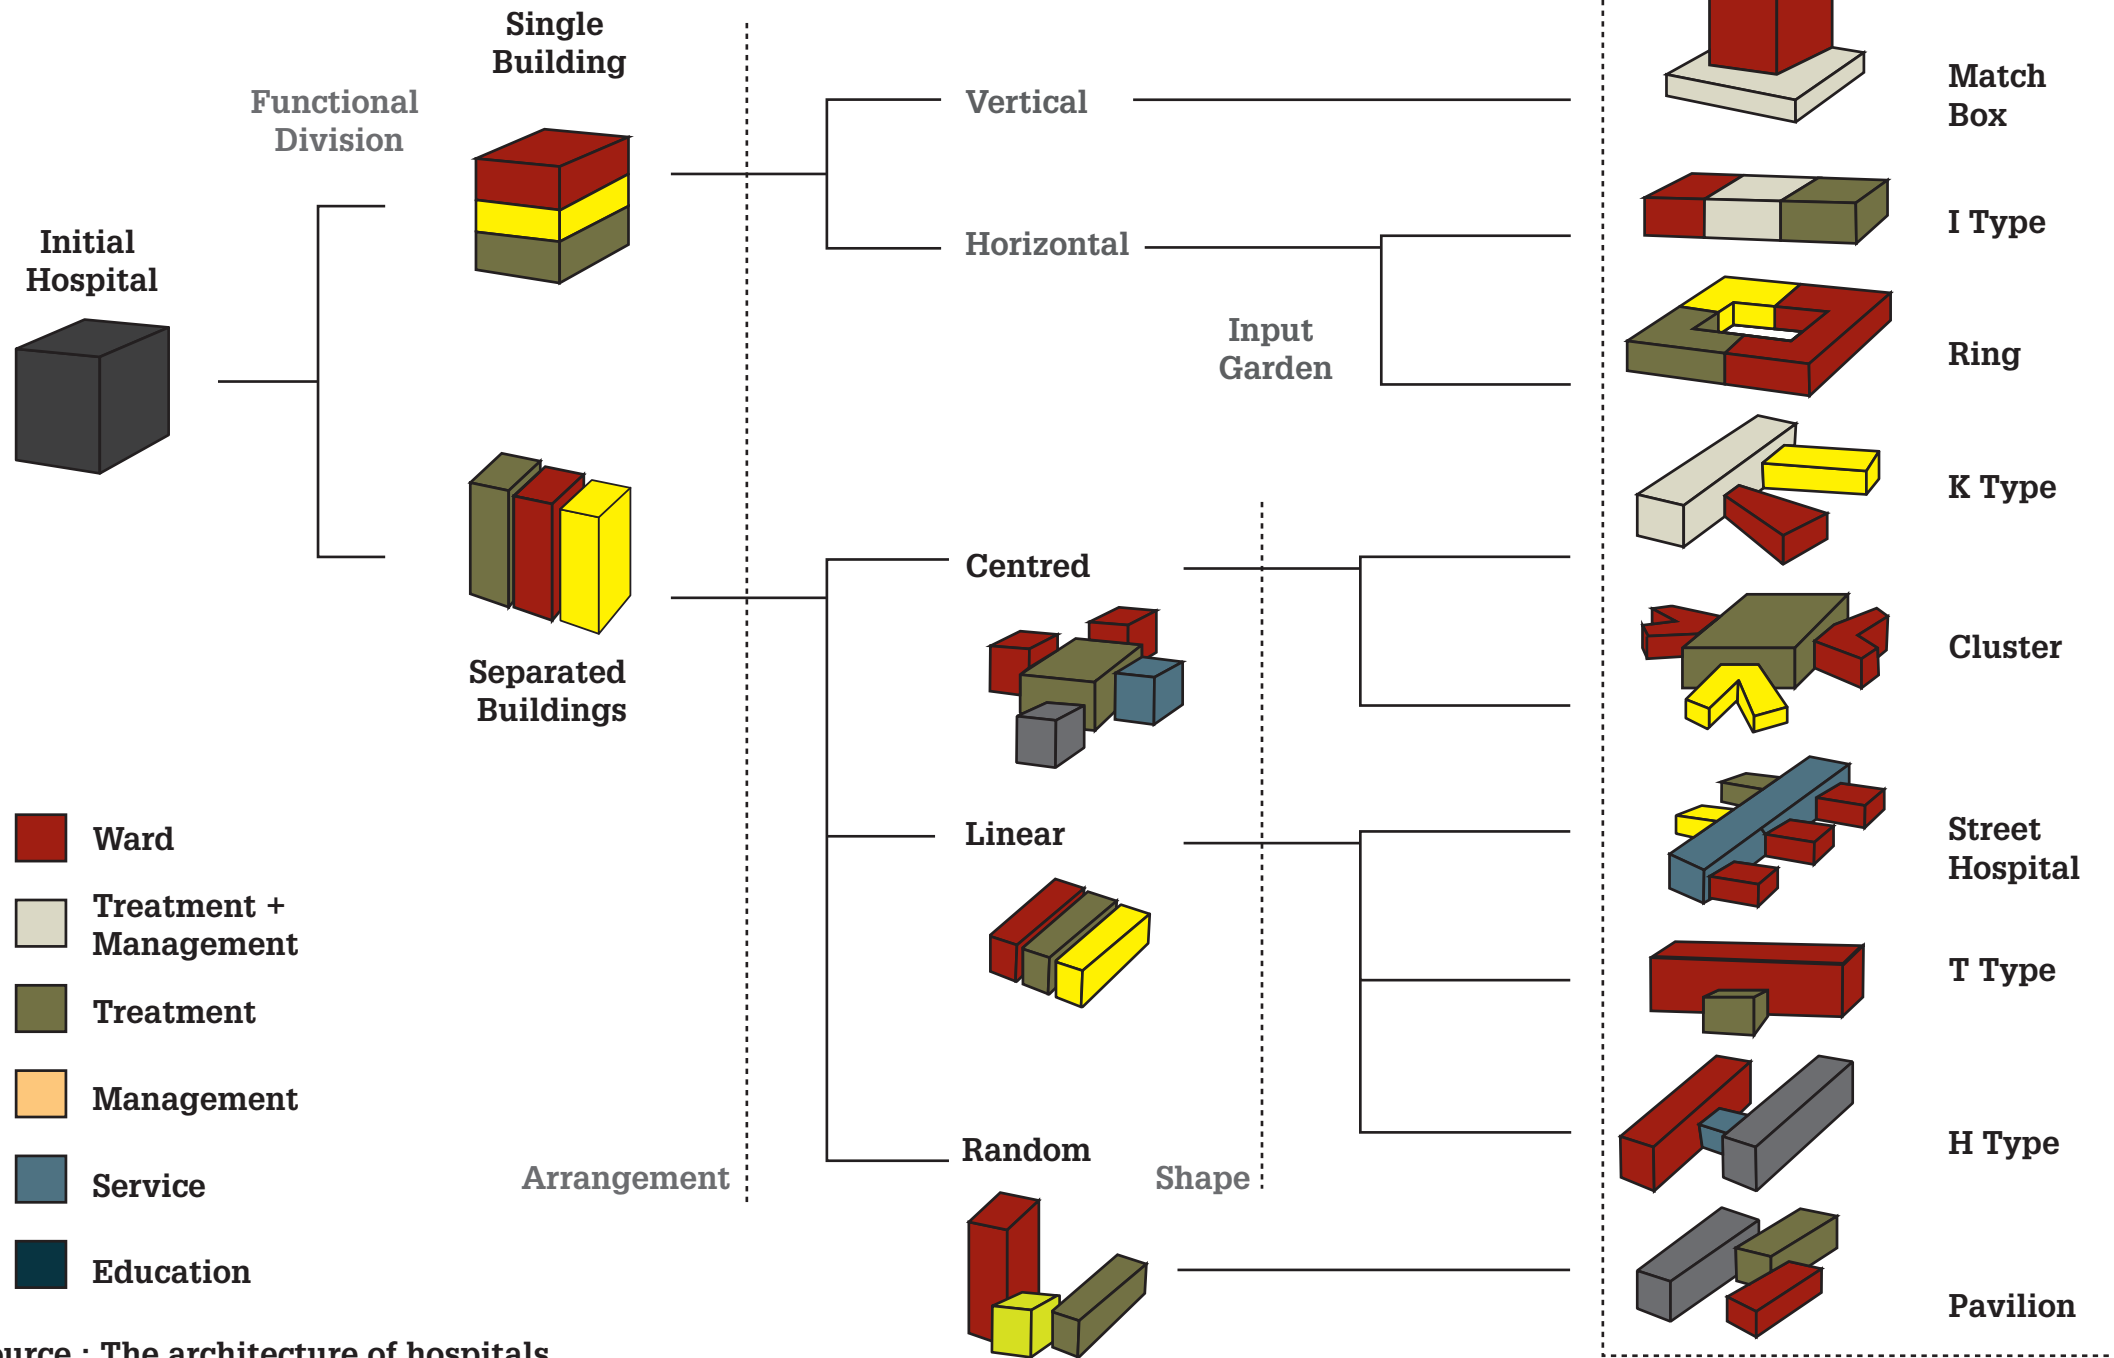 Single
Building
Functional
Division
Initial
Hospital
Separated
Buildings
Vertical
Horizontal
Input
Garden
Centred
Linear
Random
Arrangement
Shape
Match
Box
I Type
Ring
K Type
Cluster
Street
Hospital
T Type
H Type
Pavilion
Ward
Treatment +
Management
Treatment
Management
Service
Education
: The architecture of hospitals